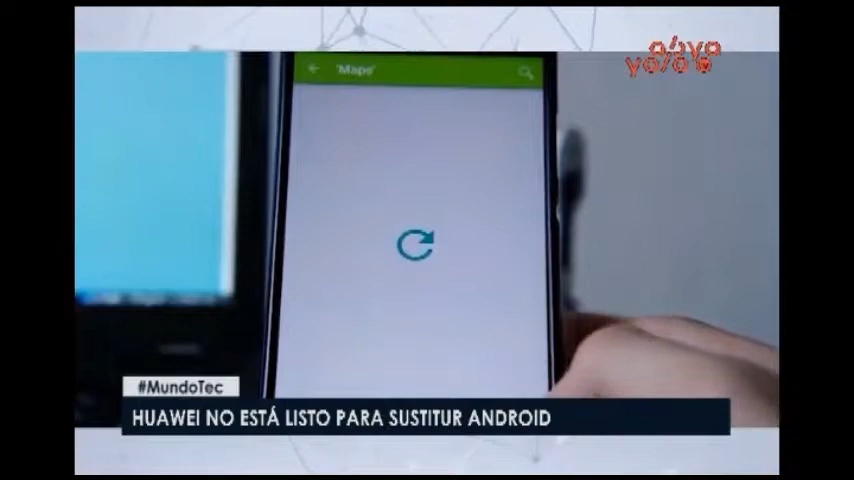 'Maps'
#MundoTec
HUAWEI NO ESTÁ LISTO PARA SUSTITUR ANDROID